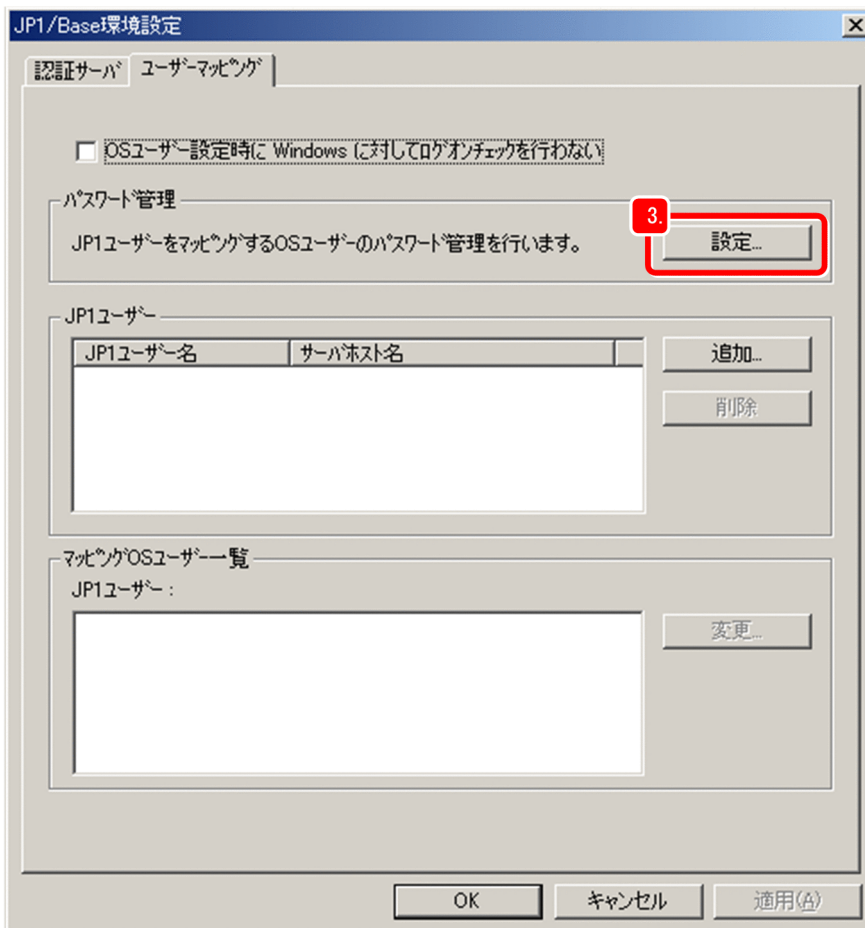 JP1/Base環境設定
認証サーバ ユーザーマッピング
OSユーザー設定時に Windows に対してログオンチェックを行わない
パスワード管理
3.
JP1ユーザーをマッピングするOSユーザーのパスワード管理を行います。 設定...
JP1ユーザー
JP1ユーザー名 サーバホスト名 追加...
削除
マッピングOSユーザー一覧
JP1ユーザー :
変更...
OK キャンセル 適用(A)